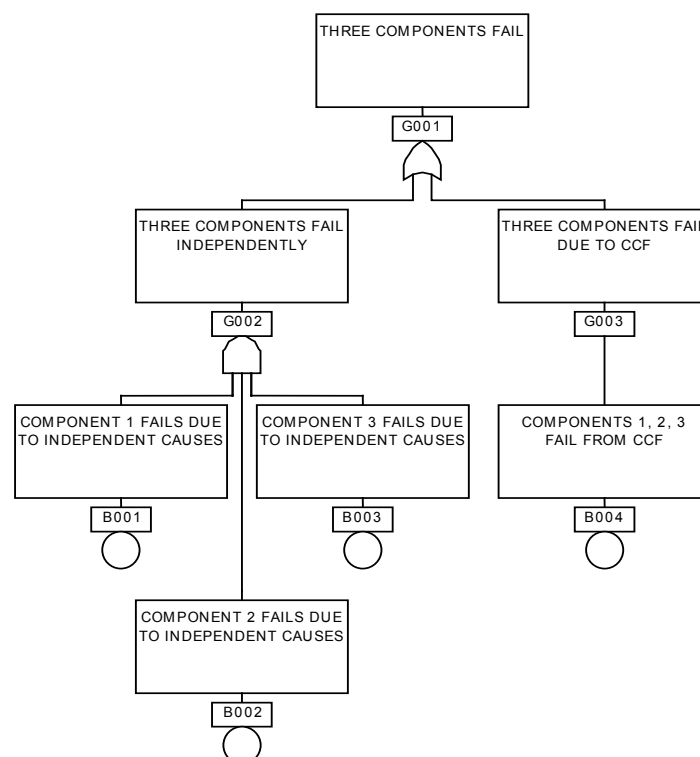 THREE COMPONENTS FAIL
G001
THREE COMPONENTS FAIL
INDEPENDENTLY
THREE COMPONENTS FAIL
DUE TO CCF
G002
G003
COMPONENT 1 FAILS DUE
TO INDEPENDENT CAUSES
COMPONENT 3 FAILS DUE
TO INDEPENDENT CAUSES
COMPONENTS 1, 2, 3
FAIL FROM CCF
B001
B003
B004
COMPONENT 2 FAILS DUE
TO INDEPENDENT CAUSES
B002